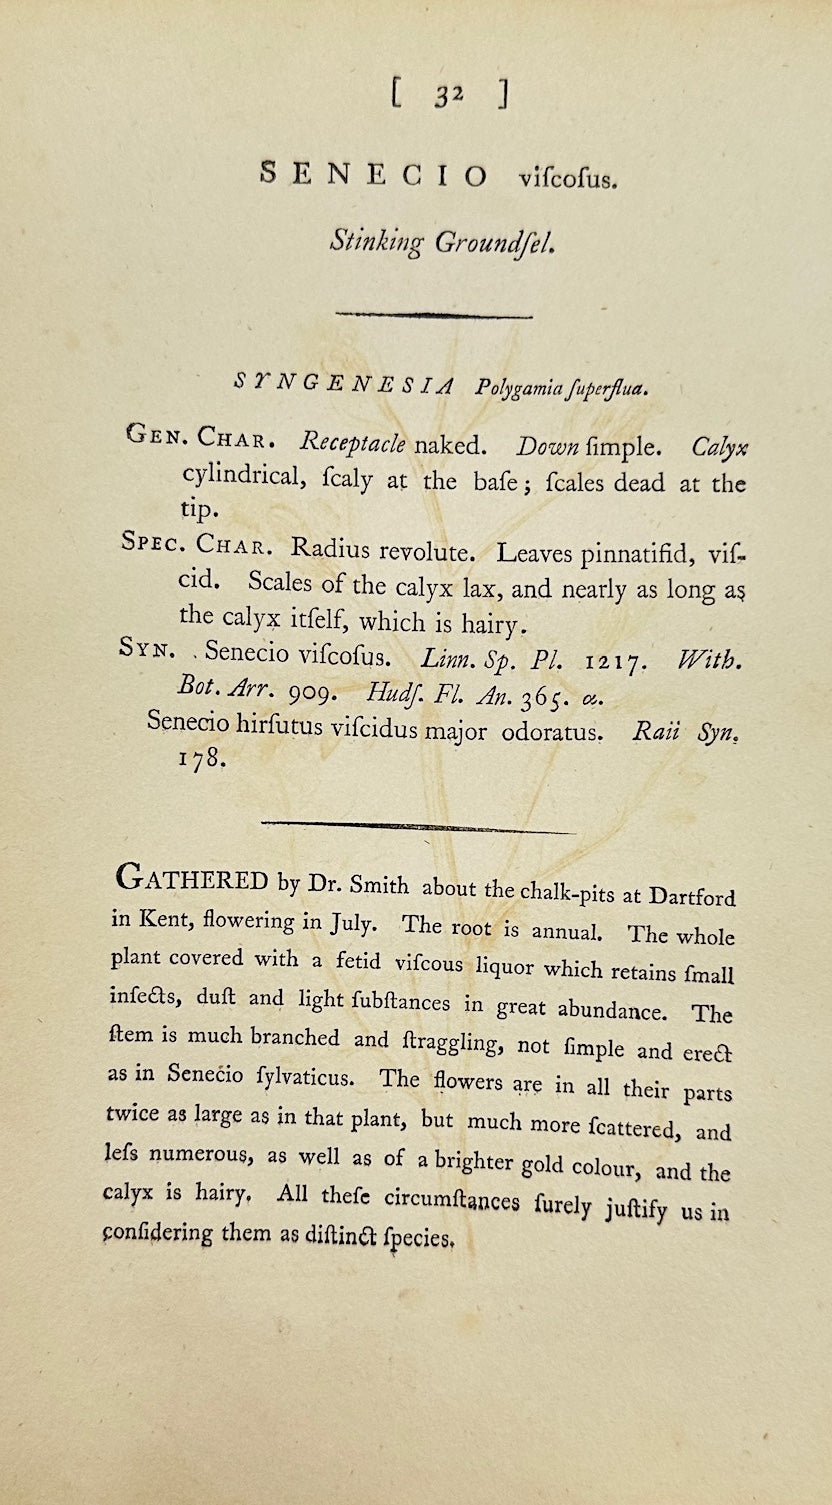 [ 32 ]
SENECIO viſcoſus.
Stinking Groundſel.
SYNGENESIA Polygamia ſuperflua.
GEN. CHAR. Receptacle naked. Down ſimple. Calyx
cylindrical, ſcaly at the baſe; ſcales dead at the
tip.
SPEC. CHAR. Radius revolute. Leaves pinnatifid, viſ-
cid. Scales of the calyx lax, and nearly as long as
the calyx itſelf, which is hairy.
SYN. Senecio viſcoſus. Linn. Sp. Pl. 1217. With.
Bot. Arr. 909. Hudſ. Fl. An. 365. α.
Senecio hirſutus viſcidus major odoratus. Raii Syn.
178.
GATHERED by Dr. Smith about the chalk-pits at Dartford
in Kent, flowering in July. The root is annual. The whole
plant covered with a fetid viſcous liquor which retains ſmall
inſects, duſt and light ſubſtances in great abundance. The
ſtem is much branched and ſtraggling, not ſimple and erect
as in Senecio ſylvaticus. The flowers are in all their parts
twice as large as in that plant, but much more ſcattered, and
leſs numerous, as well as of a brighter gold colour, and the
calyx is hairy. All theſe circumſtances ſurely juſtify us in
conſidering them as diſtinct ſpecies.